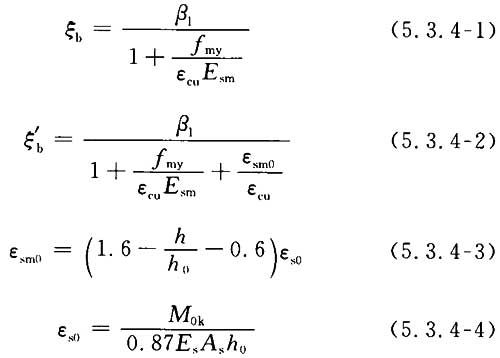 ξ_b = β_1 / (1 + f_my / (ε_cu E_sm)) (5.3.4-1)
ξ′_b = β_1 / (1 + f_my / (ε_cu E_sm) + ε_sm0 / ε_cu) (5.3.4-2)
ε_sm0 = (1.6 − h / h_0 − 0.6) ε_s0 (5.3.4-3)
ε_s0 = M_0k / (0.87 E_s A_s h_0) (5.3.4-4)